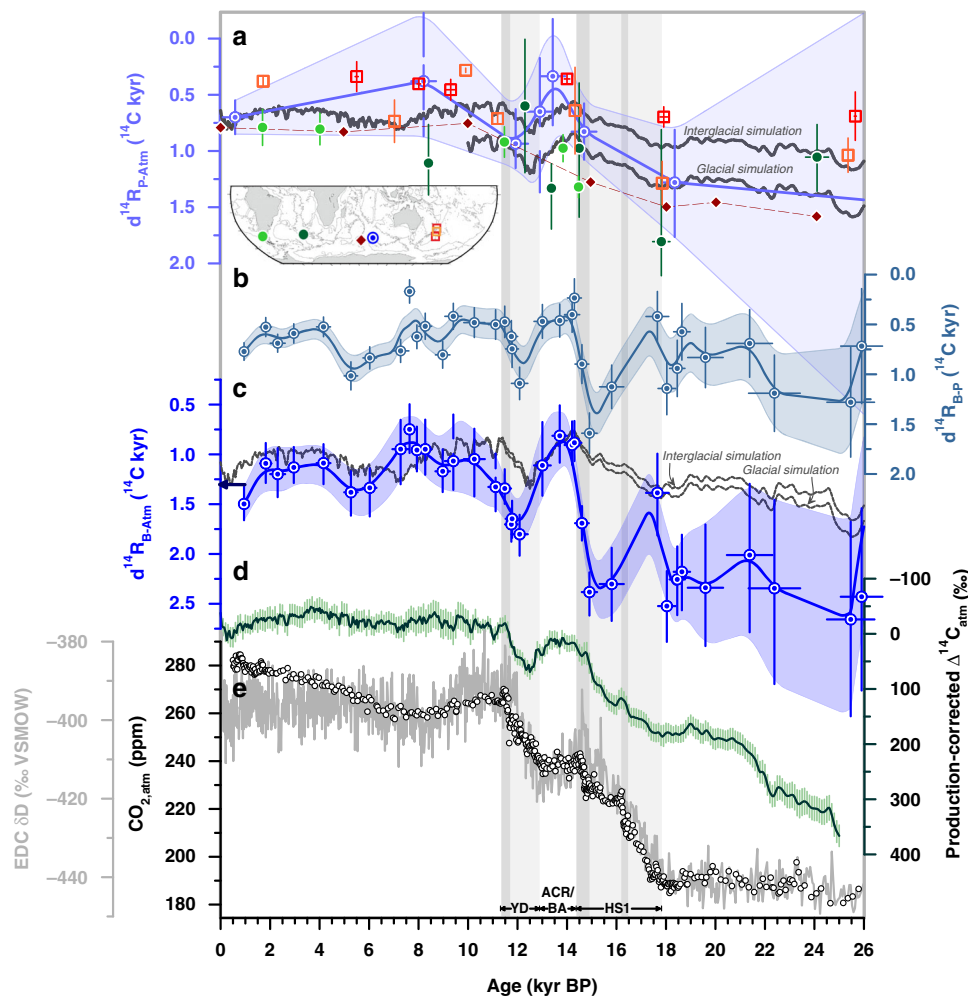 a
0.0
0.5
1.0
1.5
2.0
d¹⁴R_P-Atm (¹⁴C kyr)
Interglacial simulation
Glacial simulation
b
0.0
0.5
1.0
1.5
2.0
d¹⁴R_B-P (¹⁴C kyr)
c
0.5
1.0
1.5
2.0
2.5
d¹⁴R_B-Atm (¹⁴C kyr)
Interglacial simulation
Glacial simulation
d
−100
0
100
200
300
400
Production-corrected Δ¹⁴C_atm (‰)
e
−380
−400
−420
−440
EDC δD (‰ VSMOW)
280
260
240
220
200
180
CO₂,atm (ppm)
ACR/
YD BA HS1
0 2 4 6 8 10 12 14 16 18 20 22 24 26
Age (kyr BP)